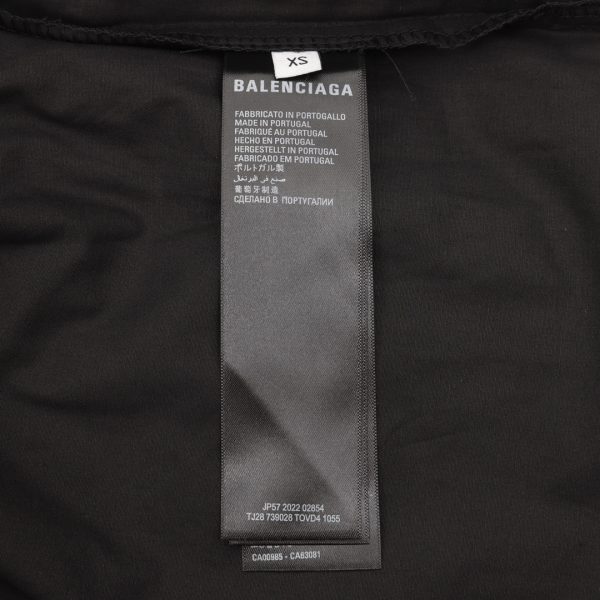 XS
BALENCIAGA
FABBRICATO IN PORTOGALLO
MADE IN PORTUGAL
FABRIQUÉ AU PORTUGAL
HECHO EN PORTUGAL
HERGESTELLT IN PORTUGAL
FABRICADO EM PORTUGAL
ポルトガル製
صنع في البرتغال
葡萄牙制造
СДЕЛАНО В ПОРТУГАЛИИ
JP57 2022 02854
TJ28 739028 TOVD4 1055
CA00985 - CA63081